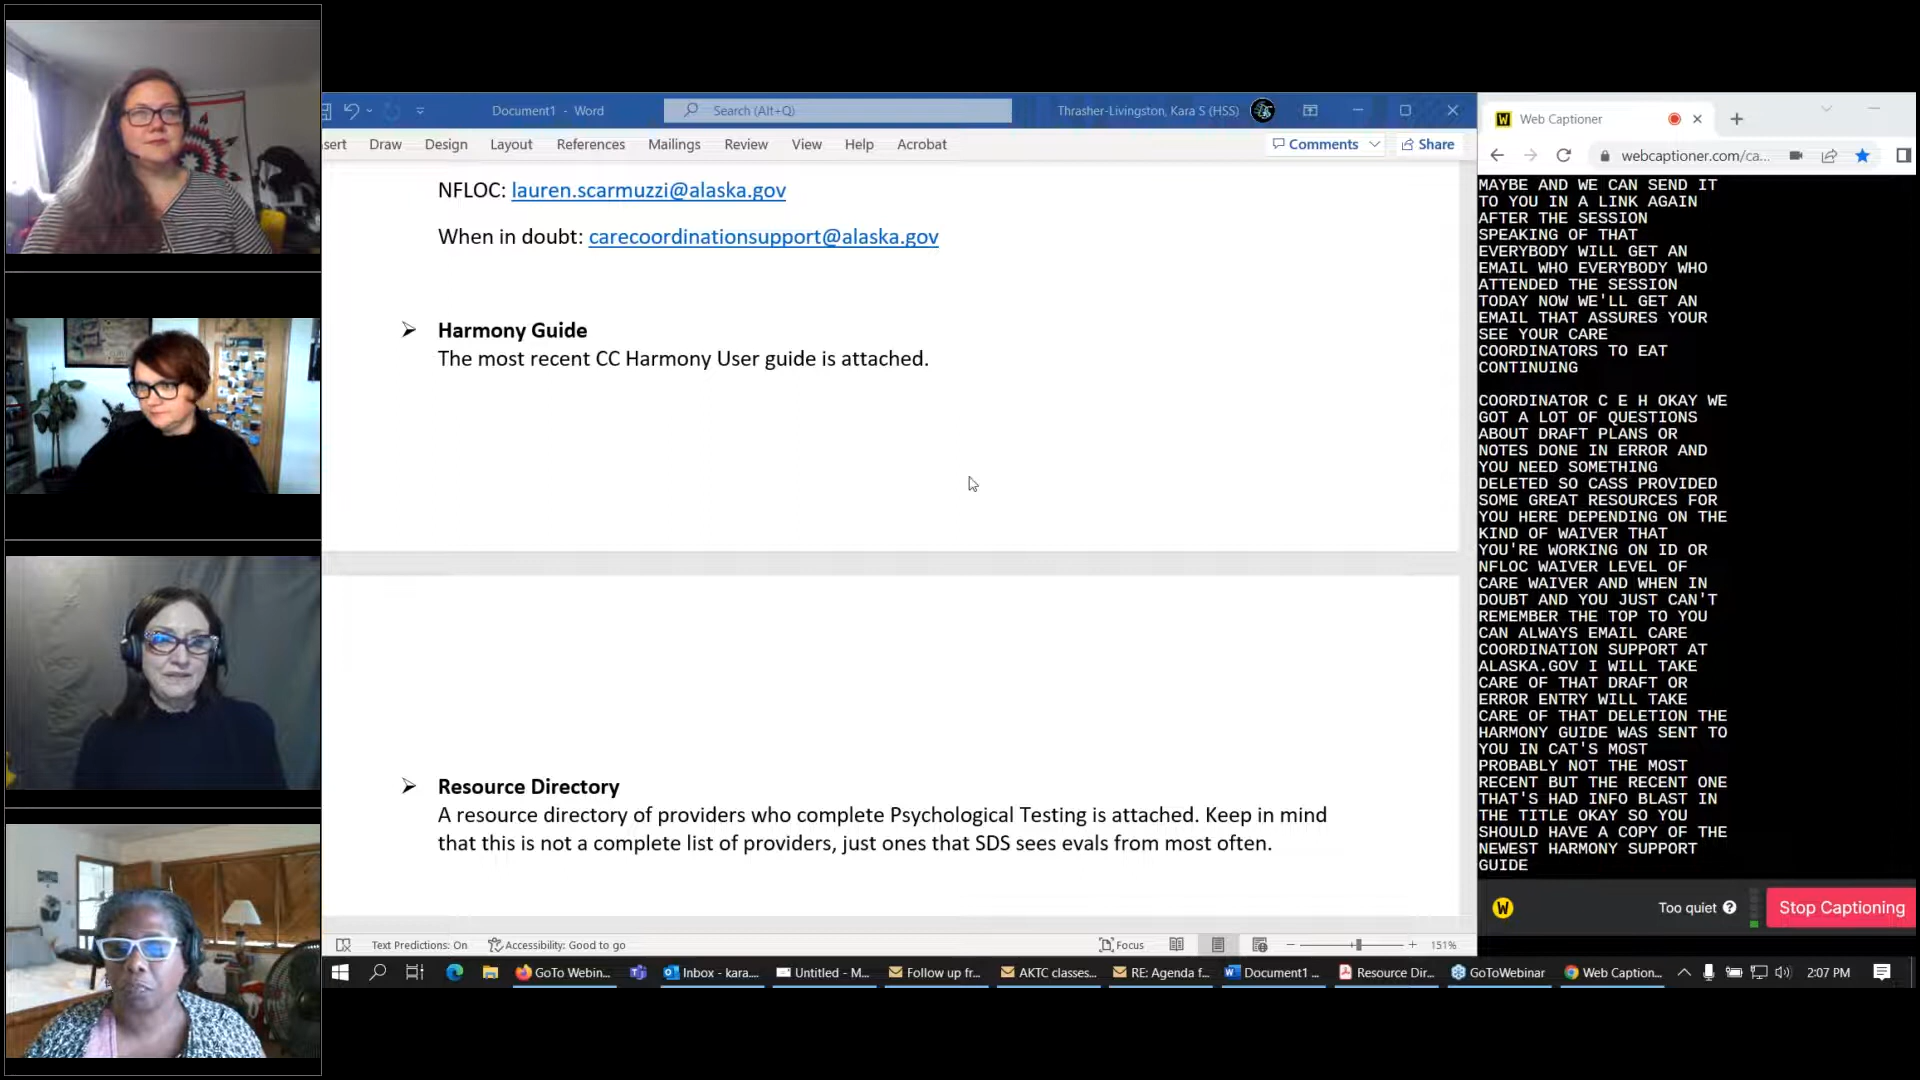 Document1 - Word
Search (Alt+Q)
Thrasher-Livingston, Kara S (HSS)
sert
Draw
Design
Layout
References
Mailings
Review
View
Help
Acrobat
Comments
Share
NFLOC: lauren.scarmuzzi@alaska.gov
When in doubt: carecoordinationsupport@alaska.gov
Harmony Guide
The most recent CC Harmony User guide is attached.
Resource Directory
A resource directory of providers who complete Psychological Testing is attached. Keep in mind
that this is not a complete list of providers, just ones that SDS sees evals from most often.
Text Predictions: On
Accessibility: Good to go
Focus
151%
W Web Captioner
webcaptioner.com/ca...
MAYBE AND WE CAN SEND IT
TO YOU IN A LINK AGAIN
AFTER THE SESSION
SPEAKING OF THAT
EVERYBODY WILL GET AN
EMAIL WHO EVERYBODY WHO
ATTENDED THE SESSION
TODAY NOW WE'LL GET AN
EMAIL THAT ASSURES YOUR
SEE YOUR CARE
COORDINATORS TO EAT
CONTINUING
COORDINATOR C E H OKAY WE
GOT A LOT OF QUESTIONS
ABOUT DRAFT PLANS OR
NOTES DONE IN ERROR AND
YOU NEED SOMETHING
DELETED SO CASS PROVIDED
SOME GREAT RESOURCES FOR
YOU HERE DEPENDING ON THE
KIND OF WAIVER THAT
YOU'RE WORKING ON ID OR
NFLOC WAIVER LEVEL OF
CARE WAIVER AND WHEN IN
DOUBT AND YOU JUST CAN'T
REMEMBER THE TOP TO YOU
CAN ALWAYS EMAIL CARE
COORDINATION SUPPORT AT
ALASKA.GOV I WILL TAKE
CARE OF THAT DRAFT OR
ERROR ENTRY WILL TAKE
CARE OF THAT DELETION THE
HARMONY GUIDE WAS SENT TO
YOU IN CAT'S MOST
PROBABLY NOT THE MOST
RECENT BUT THE RECENT ONE
THAT'S HAD INFO BLAST IN
THE TITLE OKAY SO YOU
SHOULD HAVE A COPY OF THE
NEWEST HARMONY SUPPORT
GUIDE
W
Too quiet
Stop Captioning
GoTo Webin...
Inbox - kara....
Untitled - M...
Follow up fr...
AKTC classes...
RE: Agenda f...
Document1 ...
Resource Dir...
GoToWebinar
Web Caption...
2:07 PM